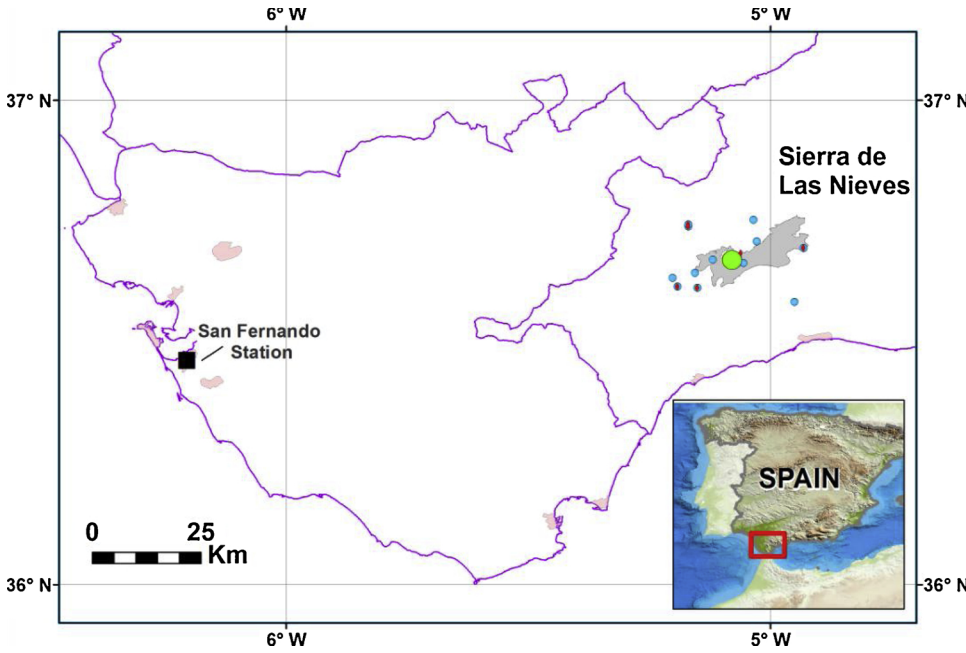 6° W
5° W
37° N
37° N
Sierra de
Las Nieves
San Fernando
Station
SPAIN
0
25
Km
36° N
36° N
6° W
5° W